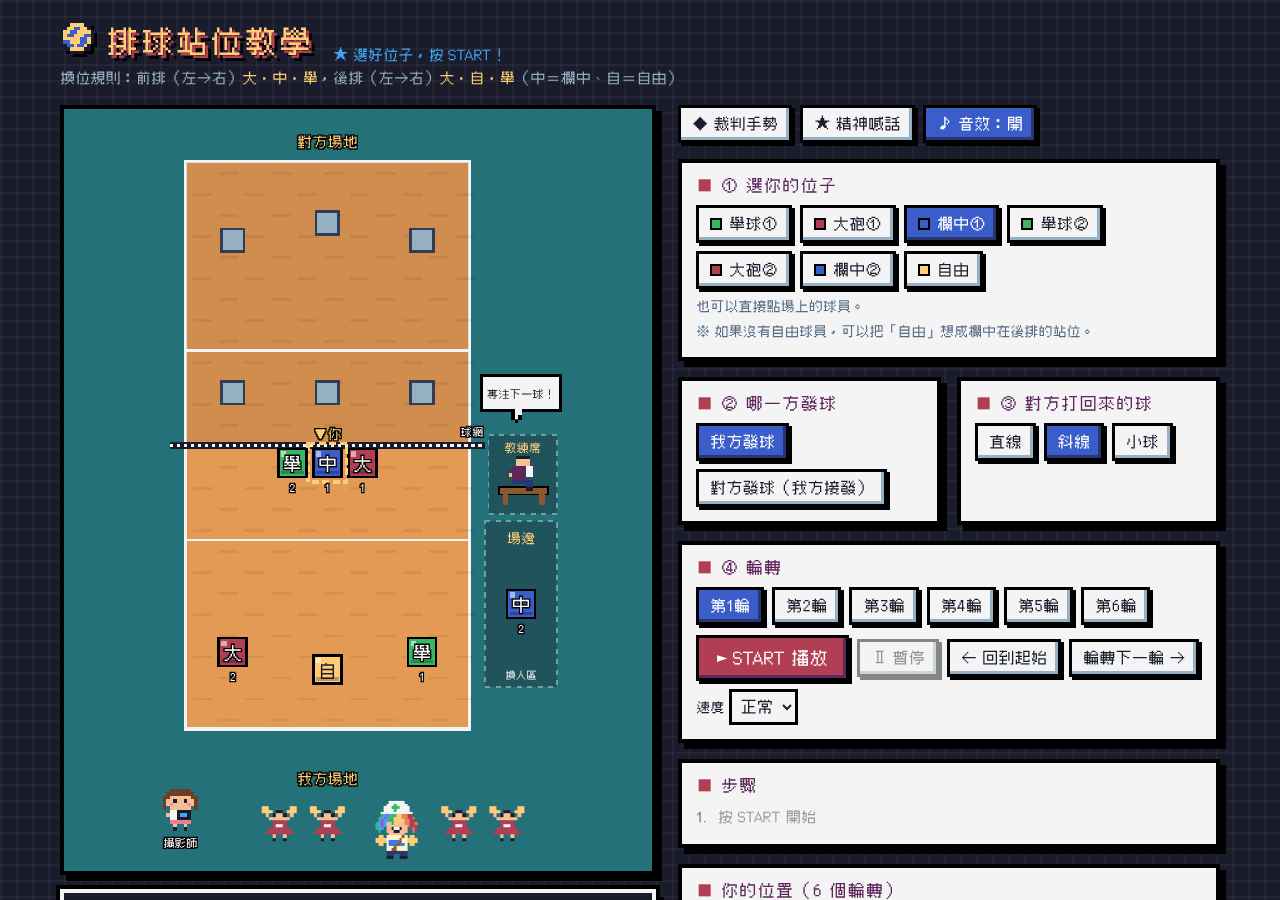 排球站位教學
★ 選好位子，按 START！
換位規則：前排（左→右）大・中・舉，後排（左→右）大・自・舉（中＝欄中、自＝自由）
對方場地
專注下一球！
你
球網
舉 中 大
2 1 1
教練席
場邊
中
2
換人區
大 自 舉
2 1
我方場地
攝影師
◆ 裁判手勢
★ 精神喊話
♪ 音效：開
① 選你的位子
舉球①
大砲①
欄中①
舉球②
大砲②
欄中②
自由
也可以直接點場上的球員。
※ 如果沒有自由球員，可以把「自由」想成欄中在後排的站位。
② 哪一方發球
我方發球
對方發球（我方接發）
③ 對方打回來的球
直線
斜線
小球
④ 輪轉
第1輪
第2輪
第3輪
第4輪
第5輪
第6輪
► START 播放
Ⅱ 暫停
← 回到起始
輪轉下一輪 →
速度 正常
步驟
1. 按 START 開始
你的位置（6 個輪轉）